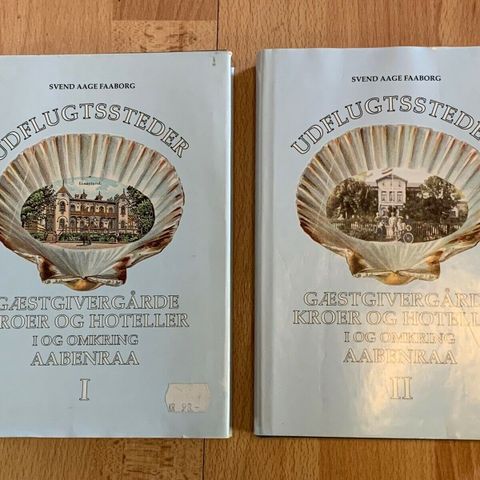 SVEND AAGE FAABORG
UDFLUGTSSTEDER
GÆSTGIVERGÅRDE
KROER OG HOTELLER
I OG OMKRING
AABENRAA
I
SVEND AAGE FAABORG
UDFLUGTSSTEDER
GÆSTGIVERGÅRDE
KROER OG HOTELLER
I OG OMKRING
AABENRAA
II